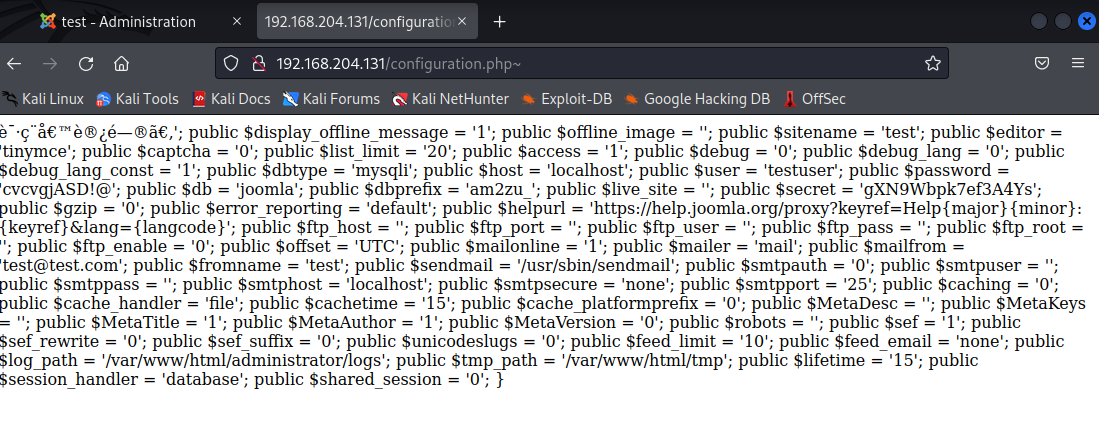 test - Administration
192.168.204.131/configuration
192.168.204.131/configuration.php~
Kali Linux
Kali Tools
Kali Docs
Kali Forums
Kali NetHunter
Exploit-DB
Google Hacking DB
OffSec
è¯·ç¨å€™è®¿é—®ã€‚'; public $display_offline_message = '1'; public $offline_image = ''; public $sitename = 'test'; public $editor =
'tinymce'; public $captcha = '0'; public $list_limit = '20'; public $access = '1'; public $debug = '0'; public $debug_lang = '0'; public
$debug_lang_const = '1'; public $dbtype = 'mysqli'; public $host = 'localhost'; public $user = 'testuser'; public $password =
'cvcvgjASD!@'; public $db = 'joomla'; public $dbprefix = 'am2zu_'; public $live_site = ''; public $secret = 'gXN9Wbpk7ef3A4Ys';
public $gzip = '0'; public $error_reporting = 'default'; public $helpurl = 'https://help.joomla.org/proxy?keyref=Help{major}{minor}:
{keyref}&lang={langcode}'; public $ftp_host = ''; public $ftp_port = ''; public $ftp_user = ''; public $ftp_pass = ''; public $ftp_root =
''; public $ftp_enable = '0'; public $offset = 'UTC'; public $mailonline = '1'; public $mailer = 'mail'; public $mailfrom =
'test@test.com'; public $fromname = 'test'; public $sendmail = '/usr/sbin/sendmail'; public $smtpauth = '0'; public $smtpuser = '';
public $smtppass = ''; public $smtphost = 'localhost'; public $smtpsecure = 'none'; public $smtpport = '25'; public $caching = '0';
public $cache_handler = 'file'; public $cachetime = '15'; public $cache_platformprefix = '0'; public $MetaDesc = ''; public $MetaKeys
= ''; public $MetaTitle = '1'; public $MetaAuthor = '1'; public $MetaVersion = '0'; public $robots = ''; public $sef = '1'; public
$sef_rewrite = '0'; public $sef_suffix = '0'; public $unicodeslugs = '0'; public $feed_limit = '10'; public $feed_email = 'none'; public
$log_path = '/var/www/html/administrator/logs'; public $tmp_path = '/var/www/html/tmp'; public $lifetime = '15'; public
$session_handler = 'database'; public $shared_session = '0'; }